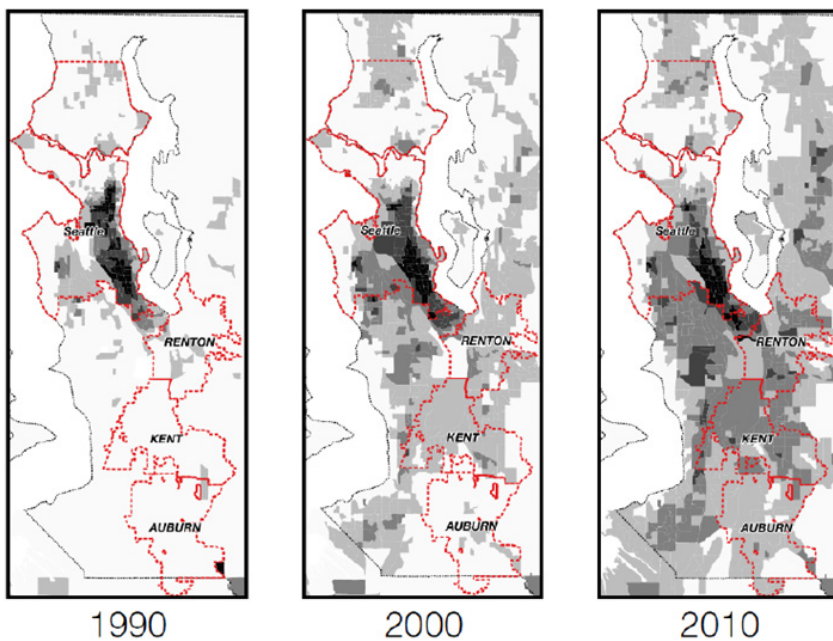 Seattle
RENTON
KENT
AUBURN
1990
Seattle
RENTON
KENT
AUBURN
2000
Seattle
RENTON
KENT
AUBURN
2010